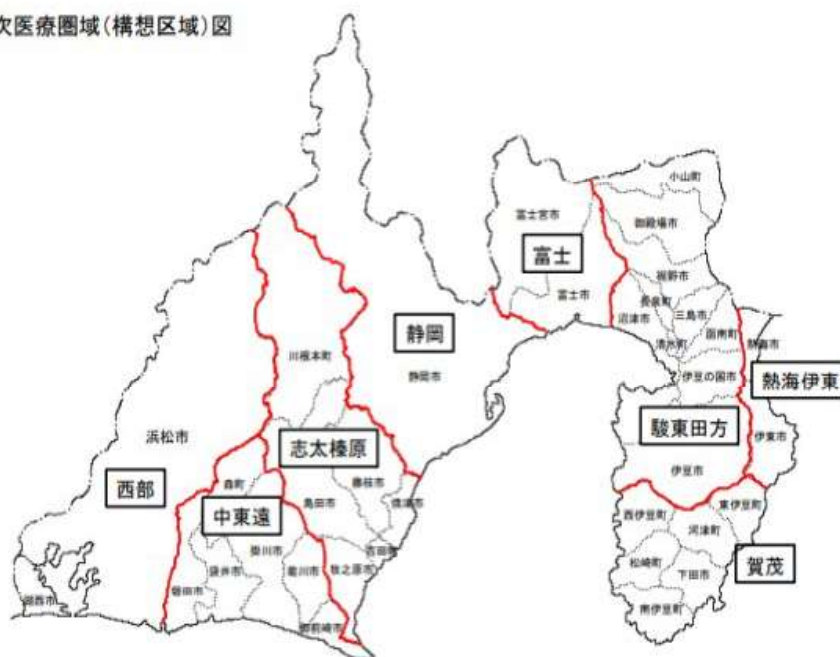 次医療圏域(構想区域)図
小山町
富士宮市
御殿場市
富士
裾野市
富士市
長泉町
沼津市
三島市
函南町
清水町
熱海市
静岡
静岡市
川根本町
伊豆の国市
熱海伊東
駿東田方
伊東市
浜松市
志太榛原
伊豆市
西部
森町
藤枝市
焼津市
島田市
中東遠
西伊豆町
東伊豆町
河津町
掛川市
吉田町
袋井市
菊川市
牧之原市
松崎町
賀茂
磐田市
下田市
湖西市
南伊豆町
御前崎市